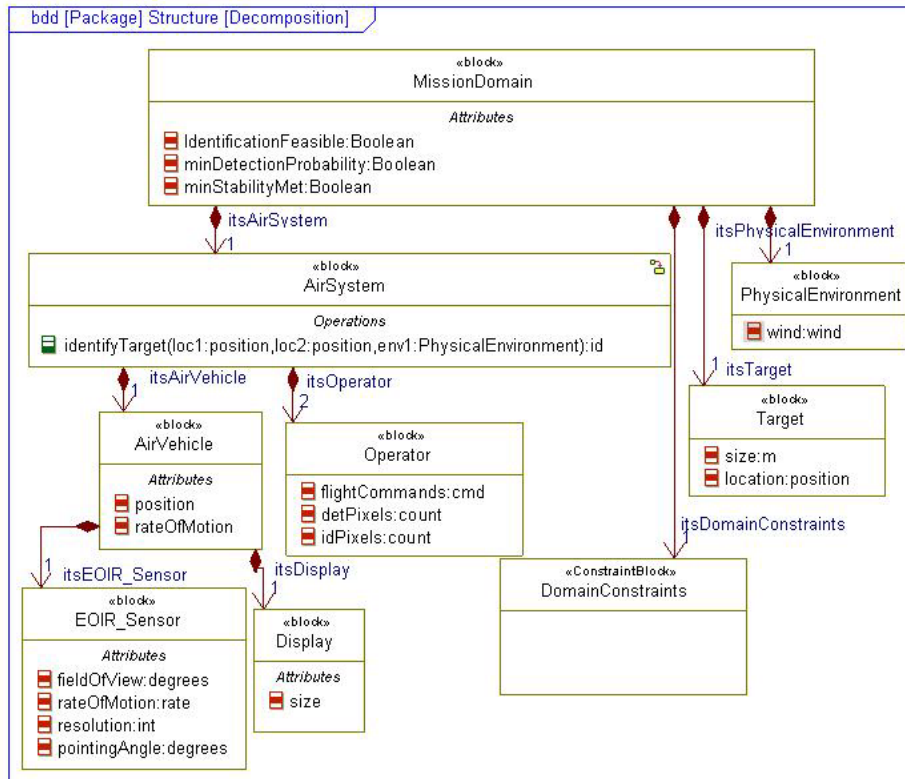 bdd [Package] Structure [Decomposition]
«block»
MissionDomain
Attributes
IdentificationFeasible:Boolean
minDetectionProbability:Boolean
minStabilityMet:Boolean
itsAirSystem
1
itsPhysicalEnvironment
1
«block»
AirSystem
Operations
identifyTarget(loc1:position,loc2:position,env1:PhysicalEnvironment):id
«block»
PhysicalEnvironment
wind:wind
itsAirVehicle
1
itsOperator
2
1
itsTarget
«block»
AirVehicle
Attributes
position
rateOfMotion
«block»
Operator
flightCommands:cmd
detPixels:count
idPixels:count
«block»
Target
size:m
location:position
itsDomainConstraints
1
1
itsEOIR_Sensor
itsDisplay
1
«block»
EOIR_Sensor
Attributes
fieldOfView:degrees
rateOfMotion:rate
resolution:int
pointingAngle:degrees
«block»
Display
Attributes
size
«ConstraintBlock»
DomainConstraints